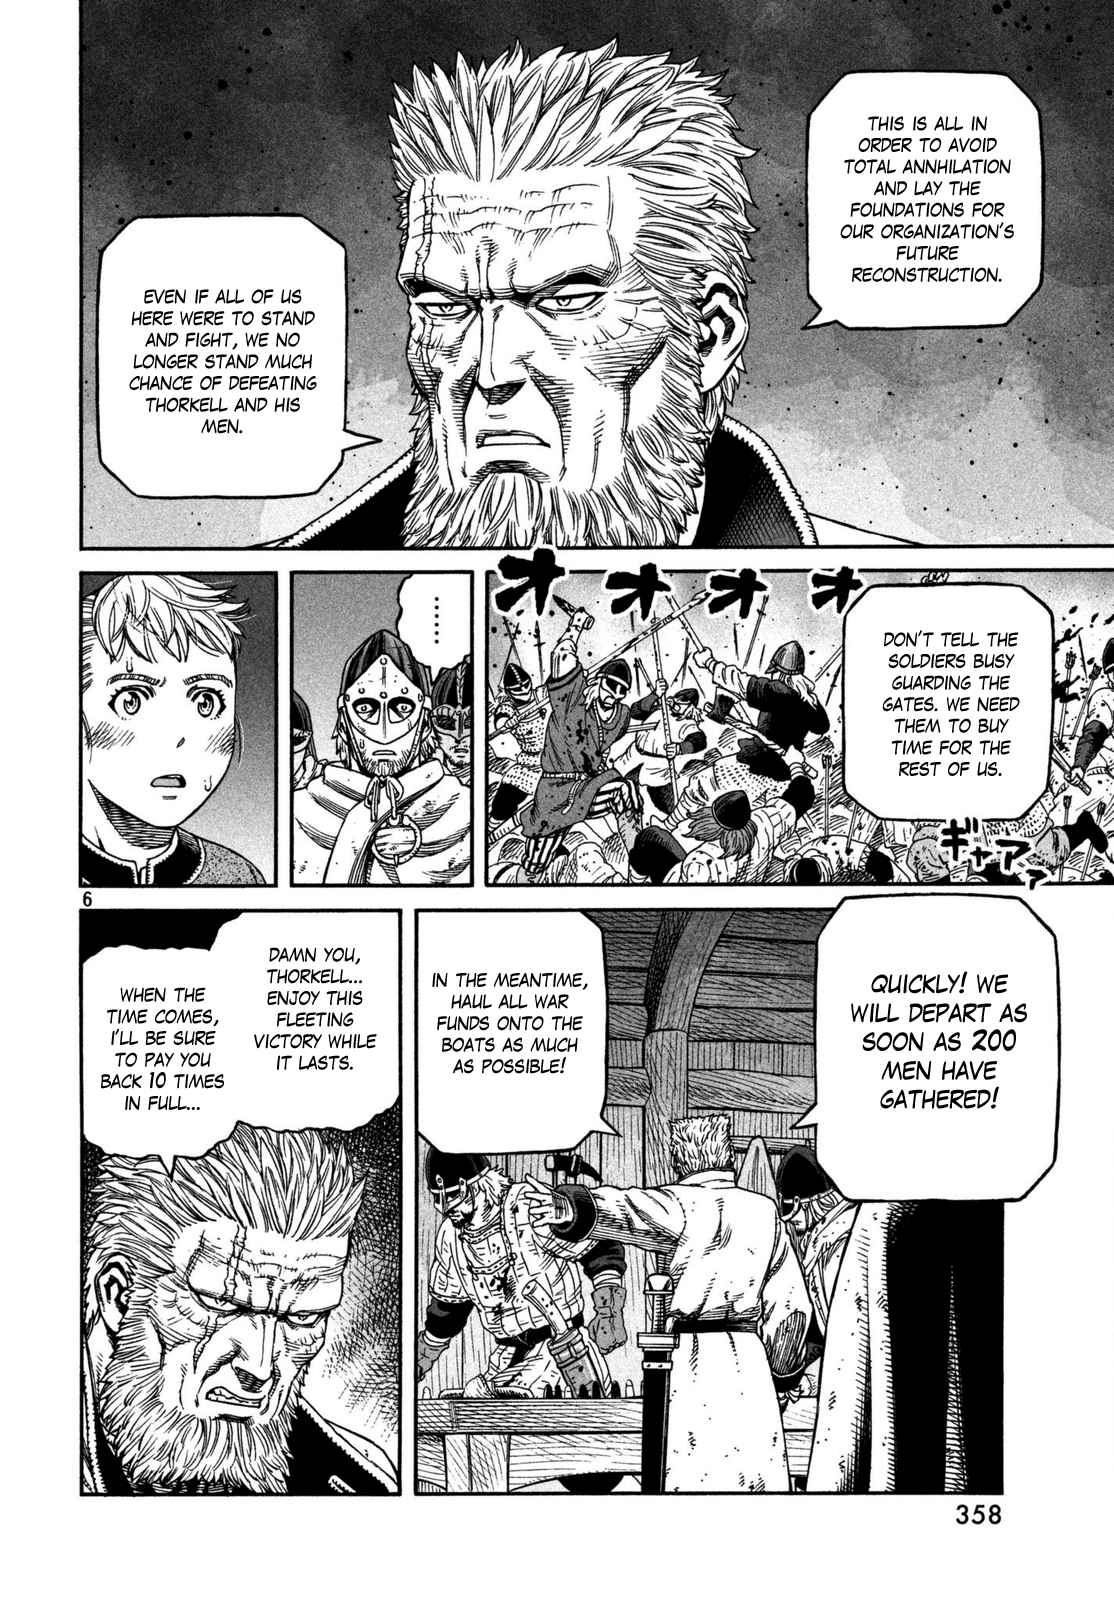 THIS IS ALL IN
ORDER TO AVOID
TOTAL ANNHILATION
AND LAY THE
FOUNDATIONS FOR
OUR ORGANIZATION'S
FUTURE
RECONSTRUCTION.
EVEN IF ALL OF US
HERE WERE TO STAND
AND FIGHT, WE NO
LONGER STAND MUCH
CHANCE OF DEFEATING
THORKELL AND HIS
MEN.
オオオオ
DON'T TELL THE
SOLDIERS BUSY
GUARDING THE
GATES. WE NEED
THEM TO BUY
TIME FOR THE
REST OF US.
ギャアァ
......
6
QUICKLY! WE
WILL DEPART AS
SOON AS 200
MEN HAVE
GATHERED!
IN THE MEANTIME,
HAUL ALL WAR
FUNDS ONTO THE
BOATS AS MUCH
AS POSSIBLE!
DAMN YOU,
THORKELL...
ENJOY THIS
FLEETING
VICTORY WHILE
IT LASTS.
WHEN THE
TIME COMES,
I'LL BE SURE
TO PAY YOU
BACK 10 TIMES
IN FULL...
358